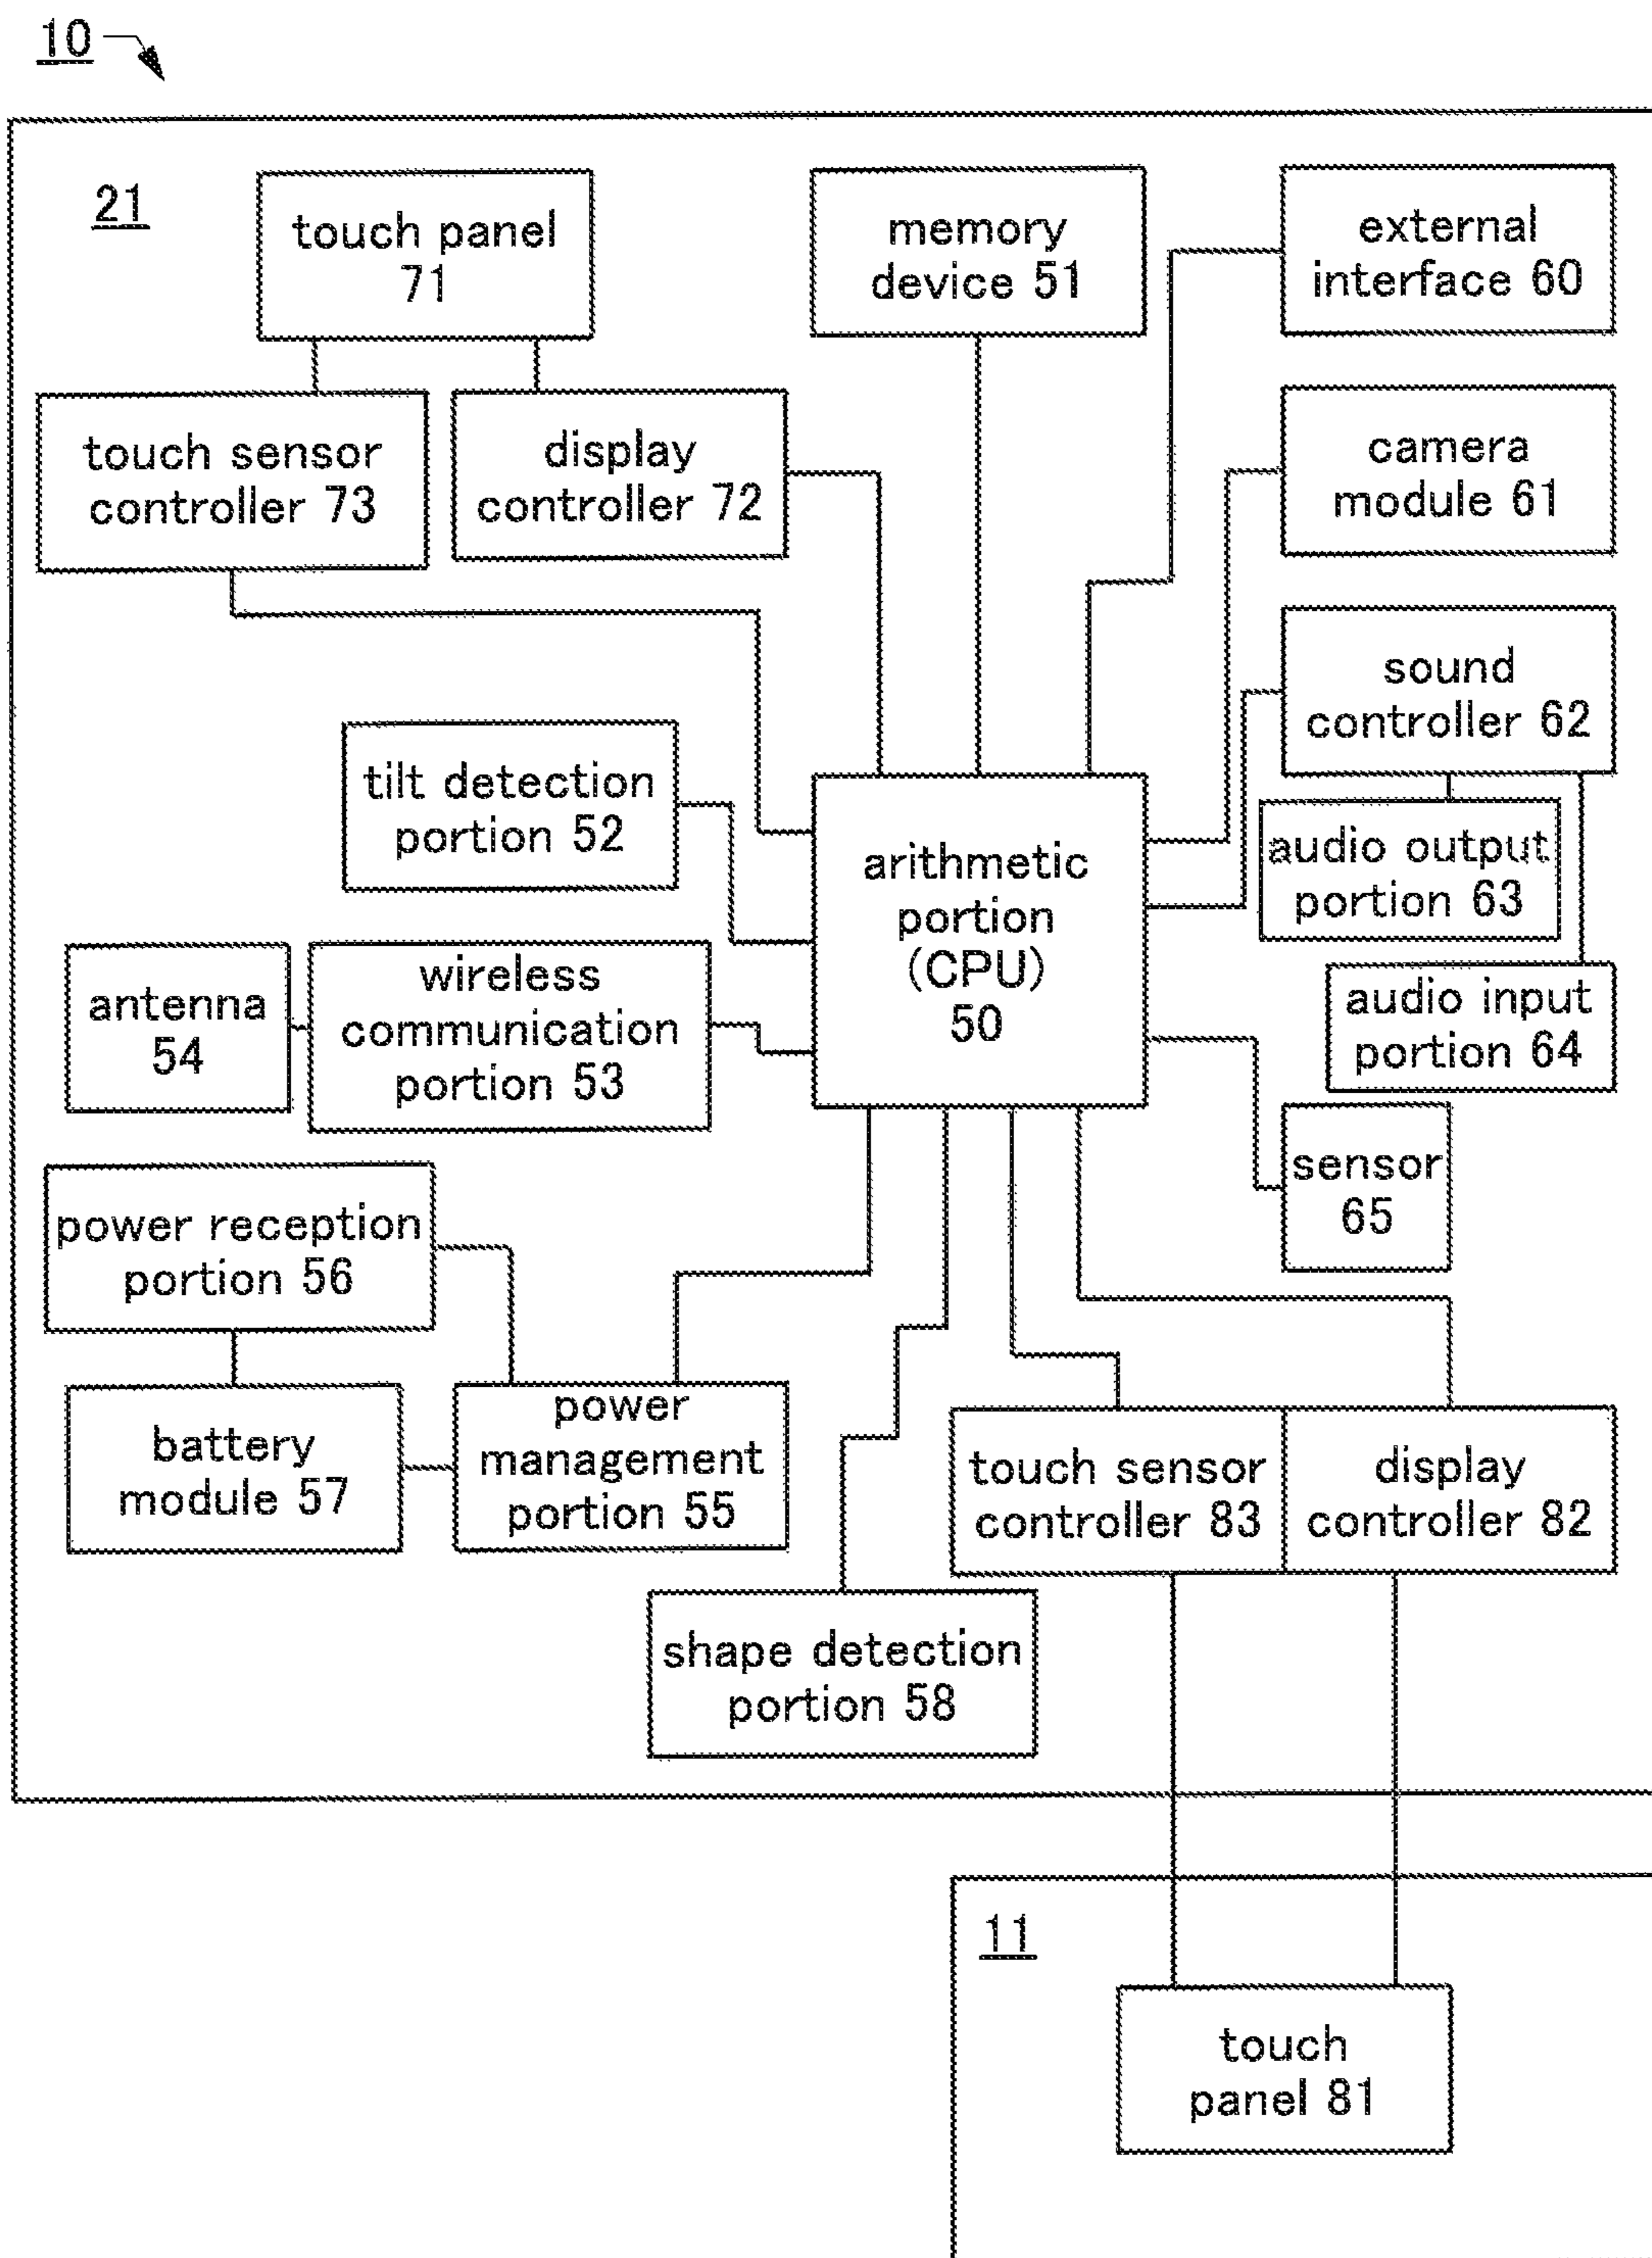 10
21
touch panel
71
memory
device 51
external
interface 60
touch sensor
controller 73
display
controller 72
camera
module 61
sound
controller 62
tilt detection
portion 52
arithmetic
portion
(CPU)
50
audio output
portion 63
antenna
54
wireless
communication
portion 53
audio input
portion 64
sensor
65
power reception
portion 56
battery
module 57
power
management
portion 55
touch sensor
controller 83
display
controller 82
shape detection
portion 58
11
touch
panel 81